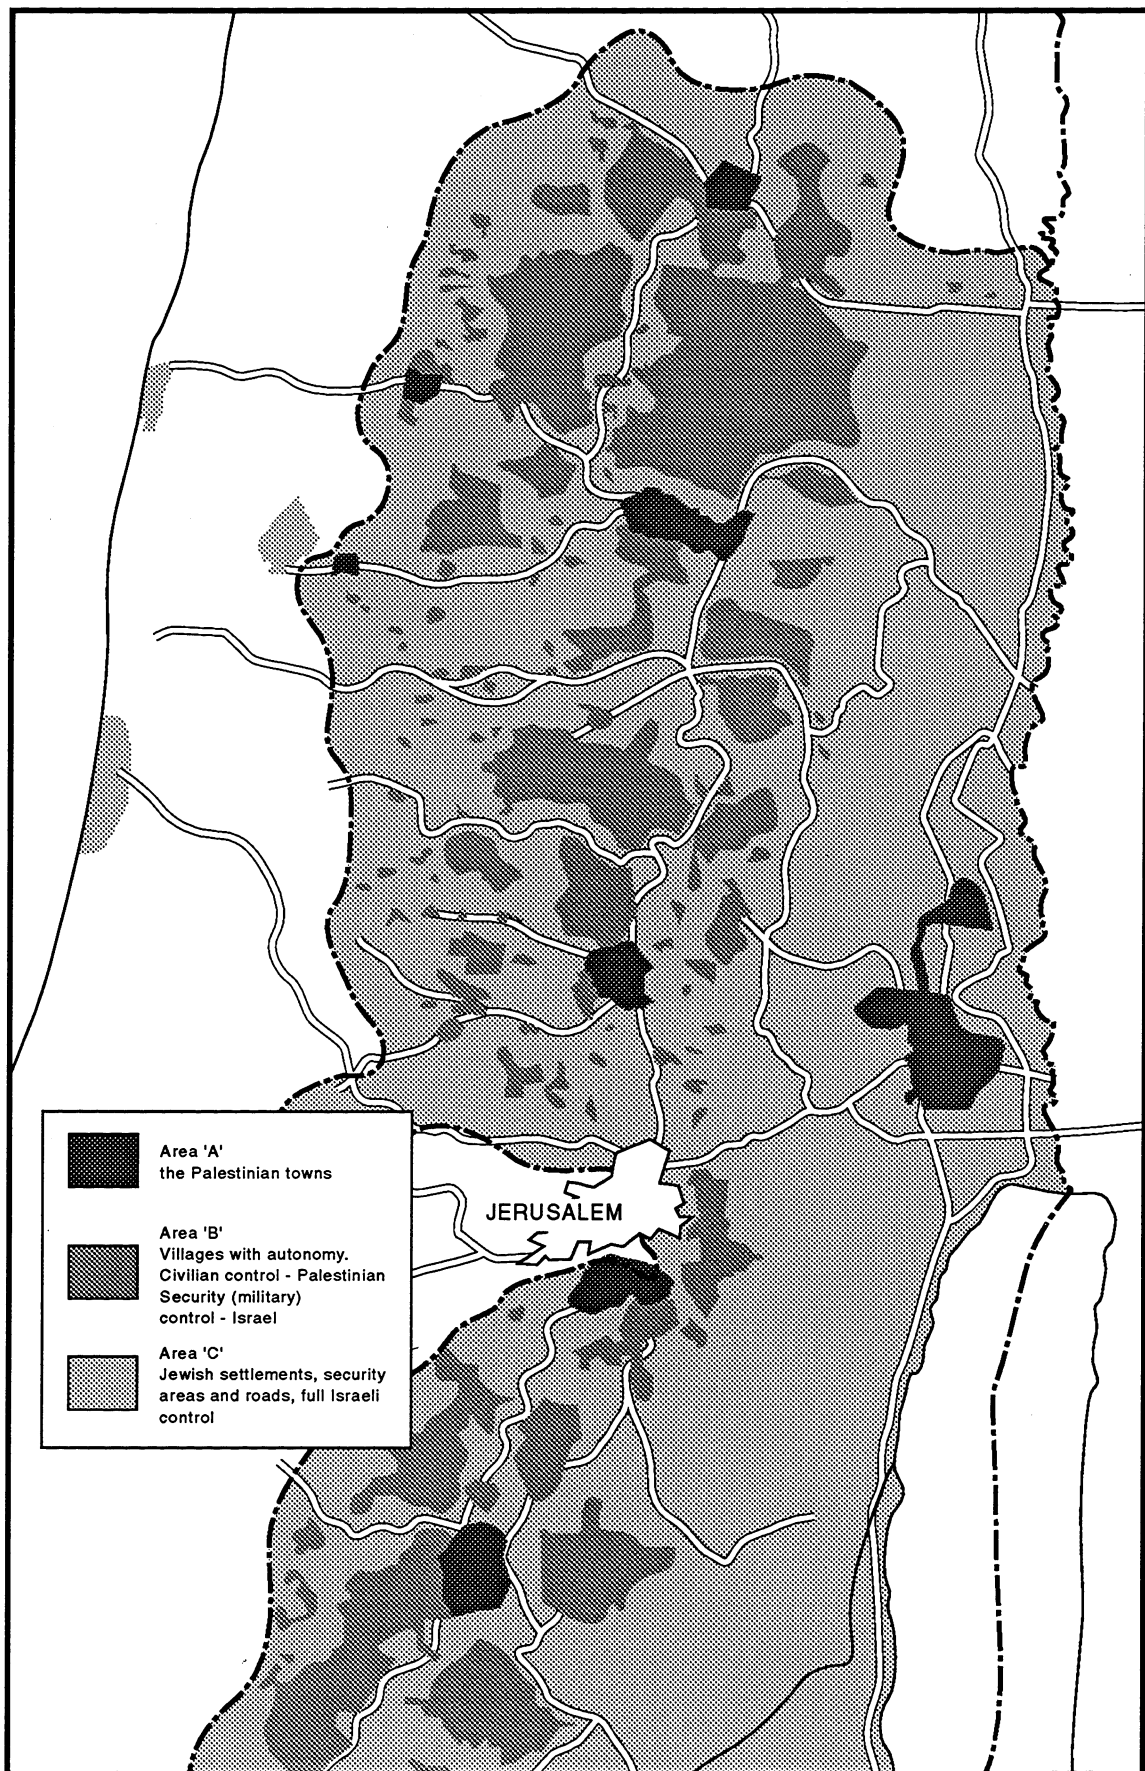 JERUSALEM
Area 'A'
the Palestinian towns
Area 'B'
Villages with autonomy.
Civilian control - Palestinian
Security (military)
control - Israel
Area 'C'
Jewish settlements, security
areas and roads, full Israeli
control